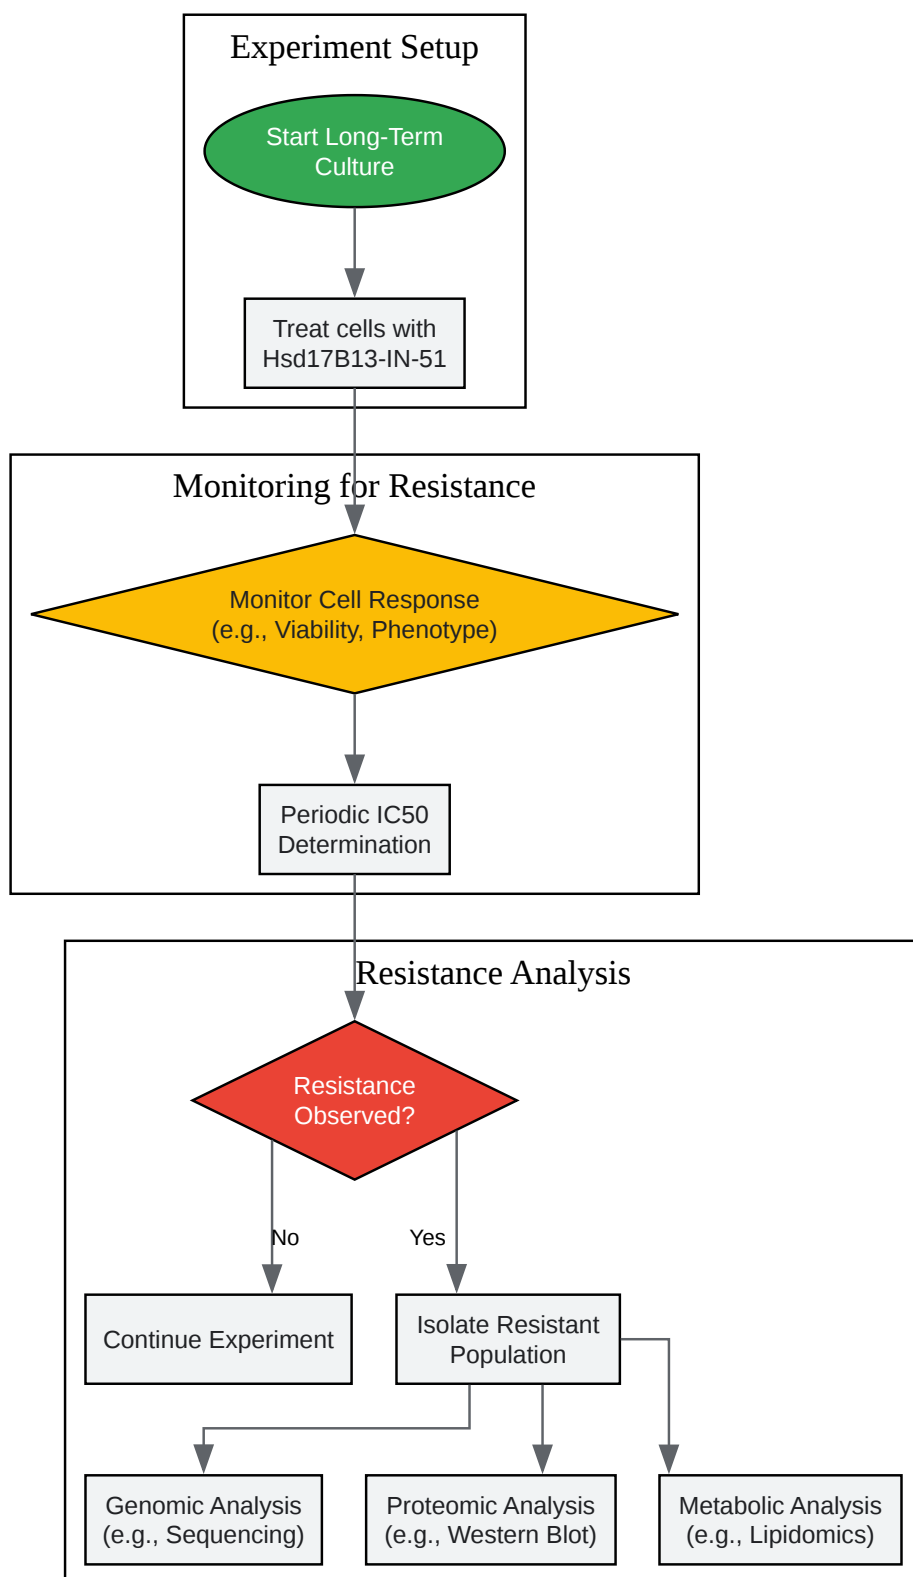 Experiment Setup
Start Long-Term
Culture
Treat cells with
Hsd17B13-IN-51
Monitoring for Resistance
Monitor Cell Response
(e.g., Viability, Phenotype)
Periodic IC50
Determination
Resistance Analysis
Resistance
Observed?
No
Yes
Continue Experiment
Isolate Resistant
Population
Genomic Analysis
(e.g., Sequencing)
Proteomic Analysis
(e.g., Western Blot)
Metabolic Analysis
(e.g., Lipidomics)